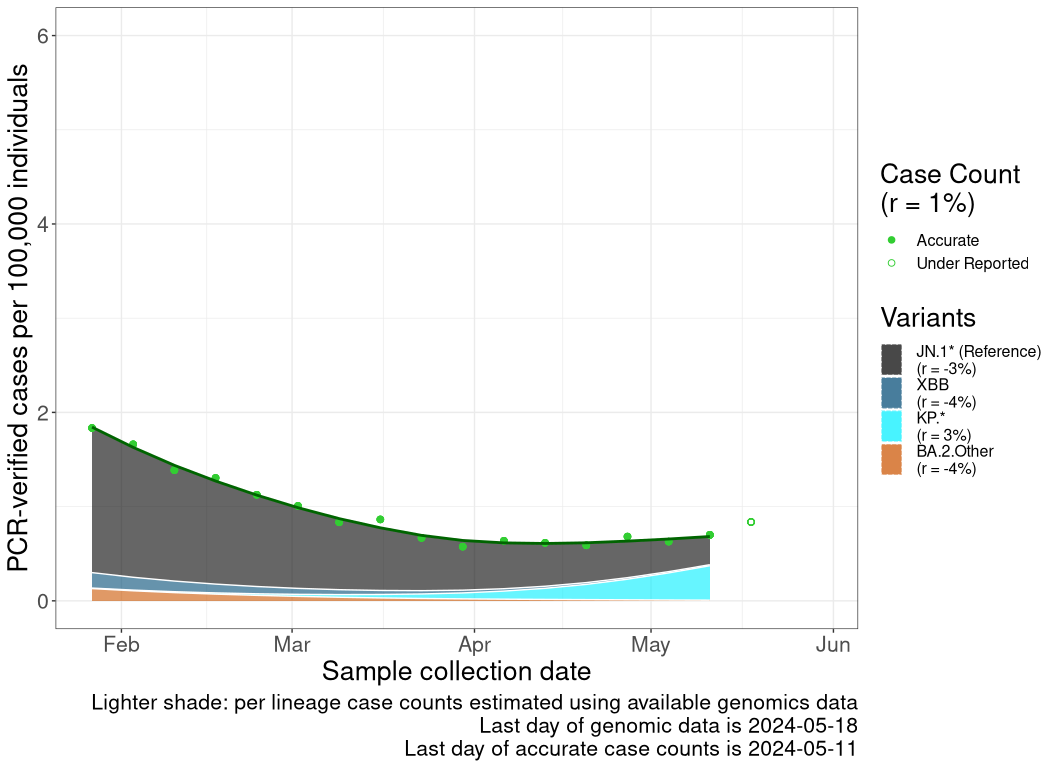 PCR-verified cases per 100,000 individuals
6
4
2
0
Feb
Mar
Apr
May
Jun
Sample collection date
Lighter shade: per lineage case counts estimated using available genomics data
Last day of genomic data is 2024-05-18
Last day of accurate case counts is 2024-05-11
Case Count
(r = 1%)
Accurate
Under Reported
Variants
JN.1* (Reference)
(r = -3%)
XBB
(r = -4%)
KP.*
(r = 3%)
BA.2.Other
(r = -4%)